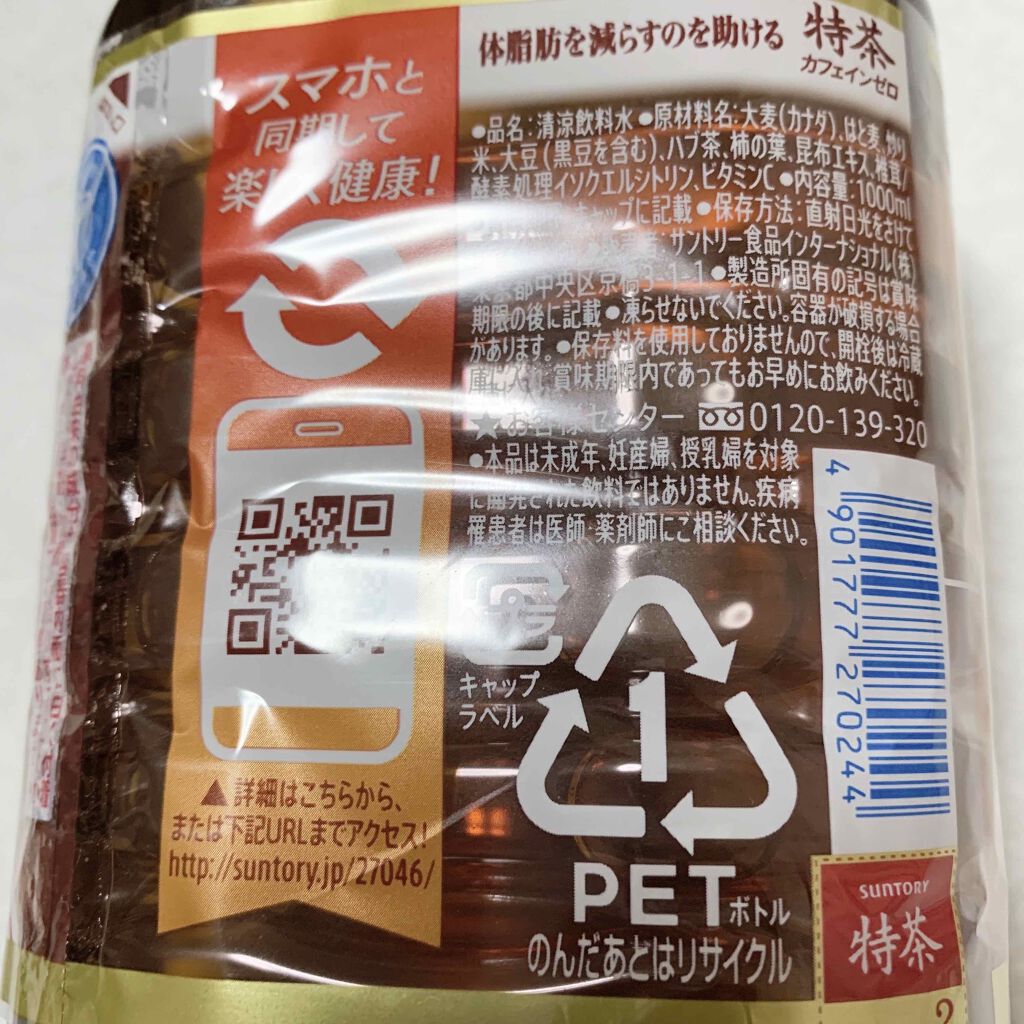 スマホと
同期して
楽しく健康!
▲詳細はこちらから、
または下記URLまでアクセス!
http://suntory.jp/27046/
体脂肪を減らすのを助ける 特茶
カフェインゼロ
●品名:清涼飲料水●原材料名:大麦(カナダ)、はと麦、炒り
米、大豆(黒豆を含む)、ハブ茶、柿の葉、昆布エキス、椎茸/
酵素処理イソクエルシトリン、ビタミンC●内容量:1000ml
キャップに記載●保存方法:直射日光をさけて
サントリー食品インターナショナル(株)
東京都中央区京橋3-1-1●製造所固有の記号は賞味
期限の後に記載●凍らせないでください。容器が破損する場合
があります。●保存料を使用しておりませんので、開栓後は冷蔵
庫に入れ、賞味期限内であってもお早めにお飲みください。
★お客様センター 0120-139-320
●本品は未成年、妊産婦、授乳婦を対象
に開発された飲料ではありません。疾病
罹患者は医師・薬剤師にご相談ください。
キャップ
ラベル
1
PETボトル
のんだあとはリサイクル
4 901777 270244
SUNTORY
特茶